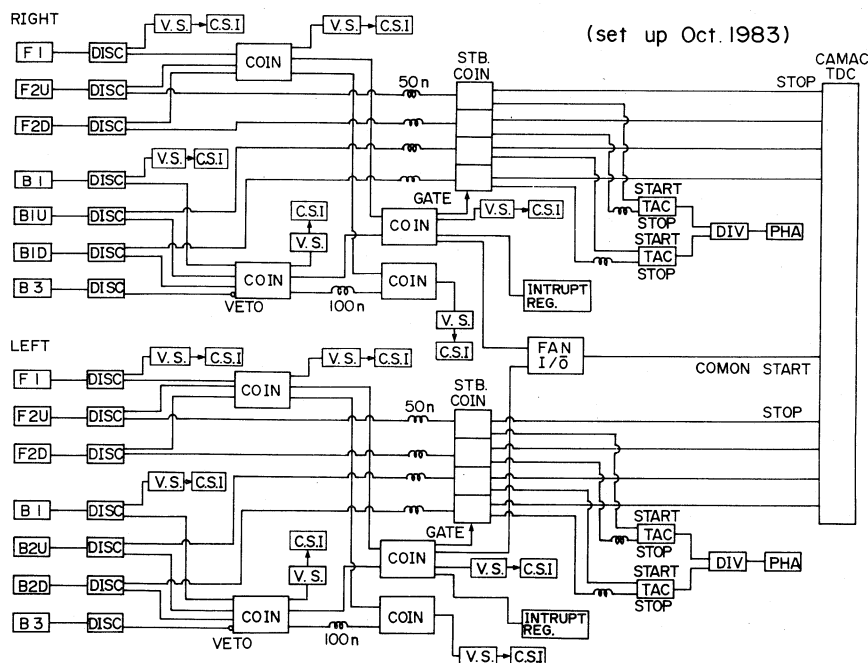 RIGHT
(set up Oct. 1983)
V. S. C.S.I
V. S. C.S.I
STB.
COIN
CAMAC
TDC
F1 DISC
COIN
F2U DISC
50n
STOP
F2D DISC
V. S. C.S.I
B1 DISC
GATE
START
TAC
STOP
C.S.I
V. S. C.S.I
B1U DISC
COIN
START
DIV PHA
V. S.
TAC
STOP
B1D DISC
COIN
COIN
B3 DISC
VETO
100n
INTRUPT
REG.
V. S.
C.S.I
LEFT
FAN
I/O̅
COMON START
V. S. C.S.I
V. S. C.S.I
STB.
COIN
F1 DISC
COIN
F2U DISC
50n
STOP
F2D DISC
V. S. C.S.I
B1 DISC
GATE
START
TAC
STOP
C.S.I
B2U DISC
COIN
START
DIV PHA
V. S.
V. S. C.S.I
TAC
STOP
B2D DISC
COIN
COIN
INTRUPT
REG.
B3 DISC
VETO
100n
V. S. C.S.I